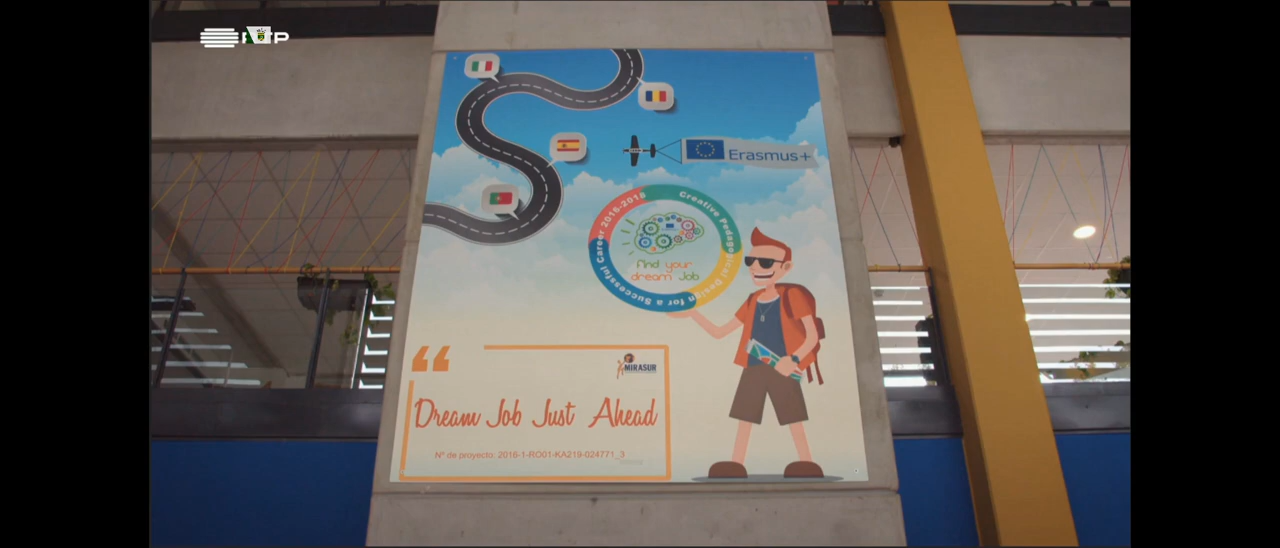 RTP
Erasmus+
Creative Pedagogical Design for a Successful Career 2016-2018
find your
dream Job
MIRASUR
Dream Job Just Ahead
Nº de proyecto: 2016-1-RO01-KA219-024771_3